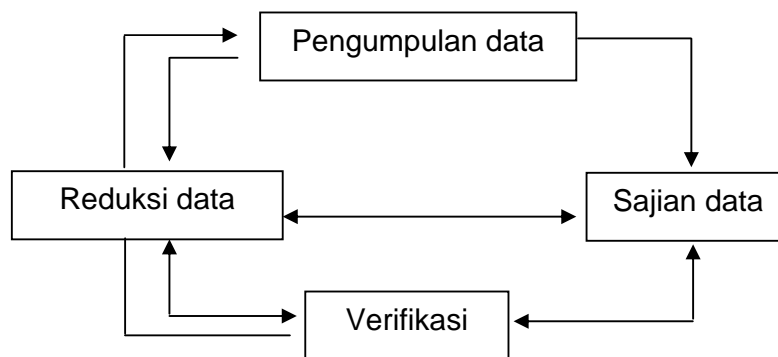 Pengumpulan data
Reduksi data
Sajian data
Verifikasi